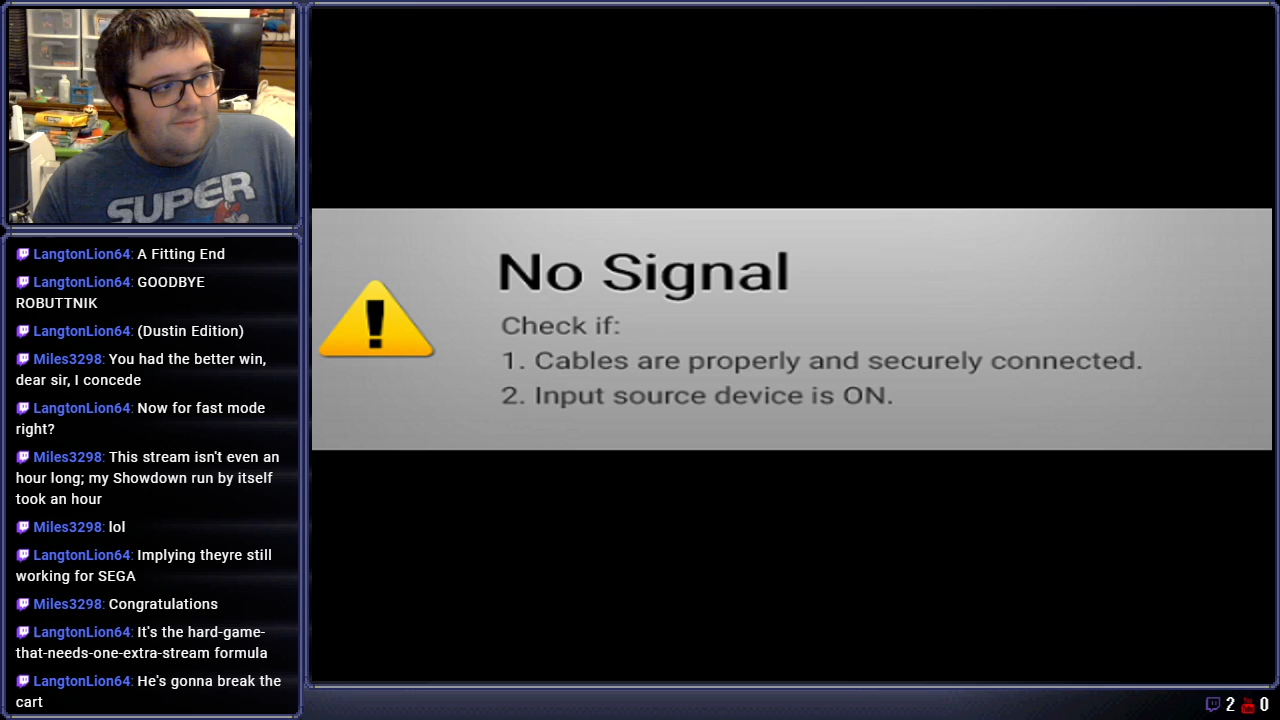 SUPER
LangtonLion64: A Fitting End
LangtonLion64: GOODBYE
ROBUTTNIK
LangtonLion64: (Dustin Edition)
Miles3298: You had the better win,
dear sir, I concede
LangtonLion64: Now for fast mode
right?
Miles3298: This stream isn't even an
hour long; my Showdown run by itself
took an hour
Miles3298: lol
LangtonLion64: Implying theyre still
working for SEGA
Miles3298: Congratulations
LangtonLion64: It's the hard-game-
that-needs-one-extra-stream formula
LangtonLion64: He's gonna break the
cart
No Signal
Check if:
1. Cables are properly and securely connected.
2. Input source device is ON.
2 0